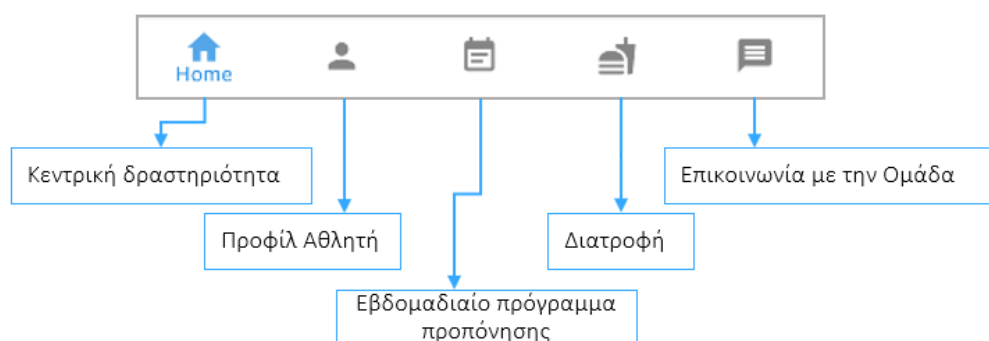 Home
Κεντρική δραστηριότητα
Επικοινωνία με την Ομάδα
Προφίλ Αθλητή
Διατροφή
Εβδομαδιαίο πρόγραμμα
προπόνησης